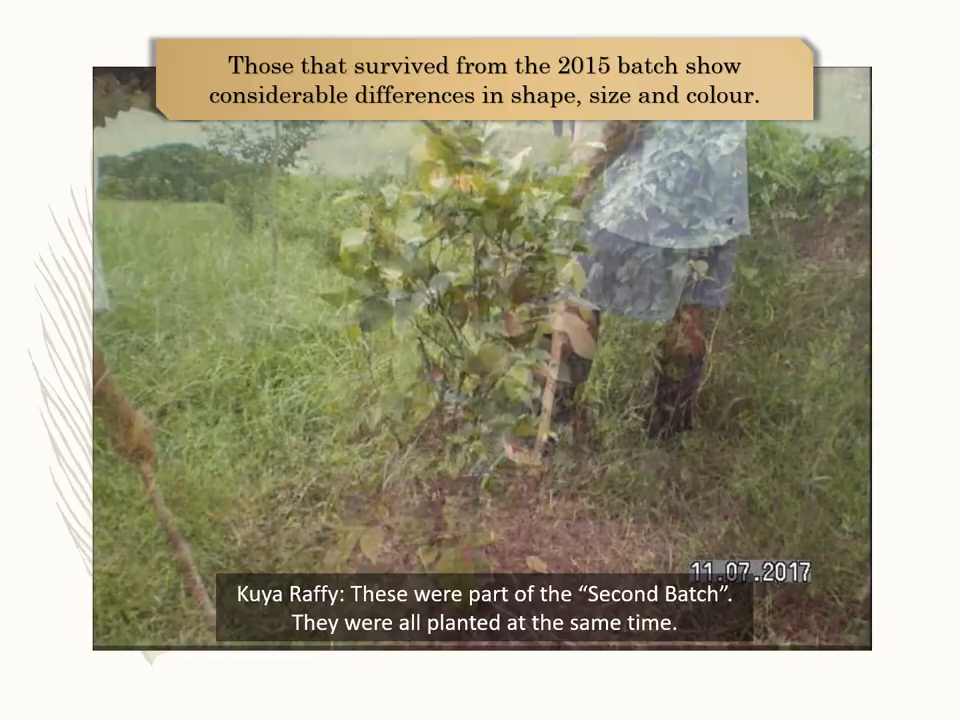 Those that survived from the 2015 batch show
considerable differences in shape, size and colour.
11.07.2017
Kuya Raffy: These were part of the “Second Batch”.
They were all planted at the same time.